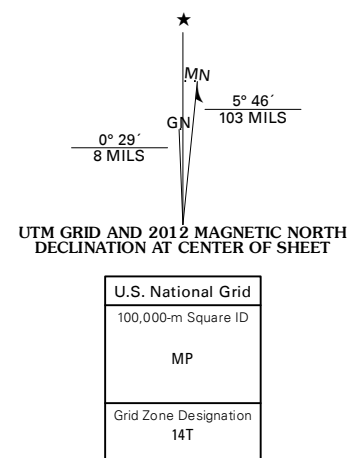 ★
MN
GN
5° 46´
103 MILS
0° 29´
8 MILS
UTM GRID AND 2012 MAGNETIC NORTH
DECLINATION AT CENTER OF SHEET
U.S. National Grid
100,000-m Square ID
MP
Grid Zone Designation
14T